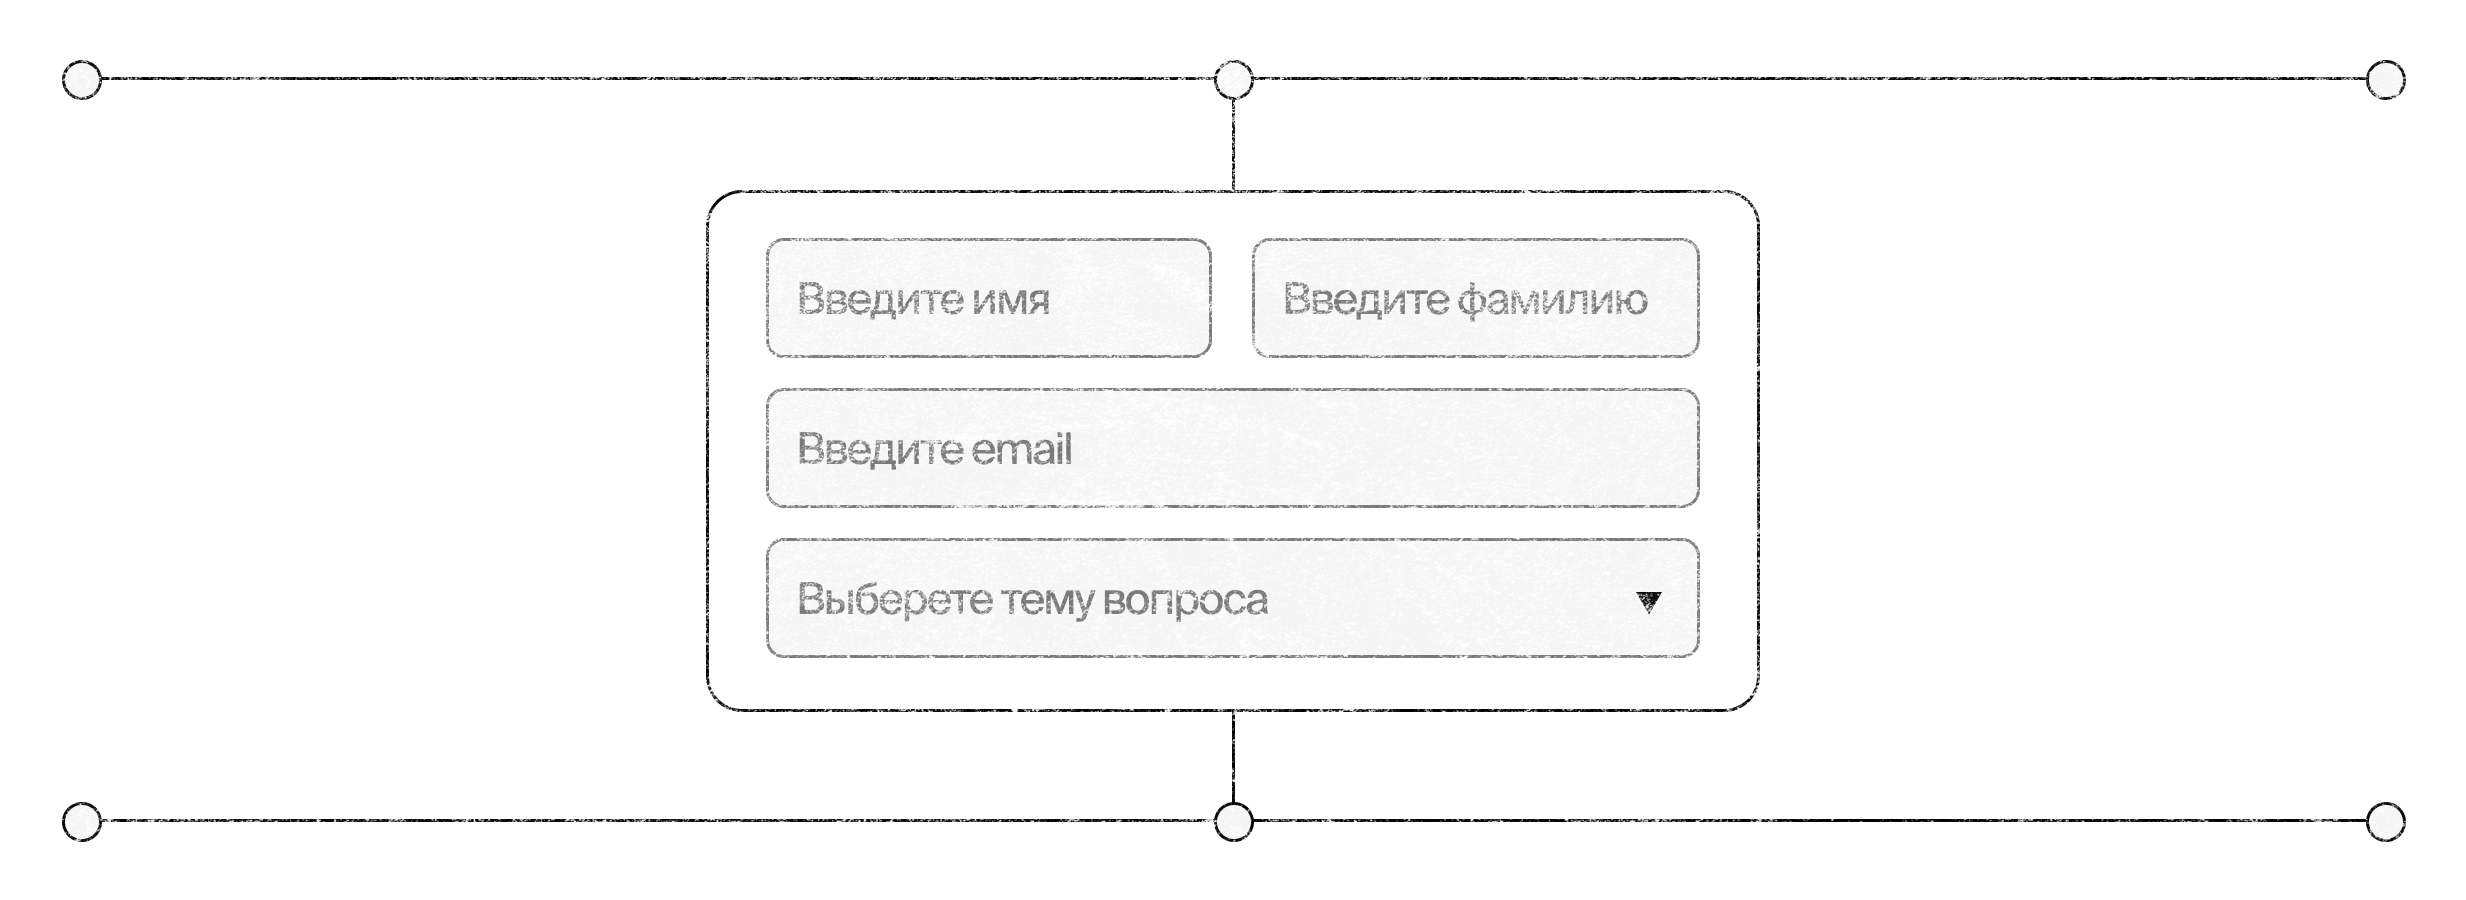 Введите имя
Введите фамилию
Введите email
Выберете тему вопроса